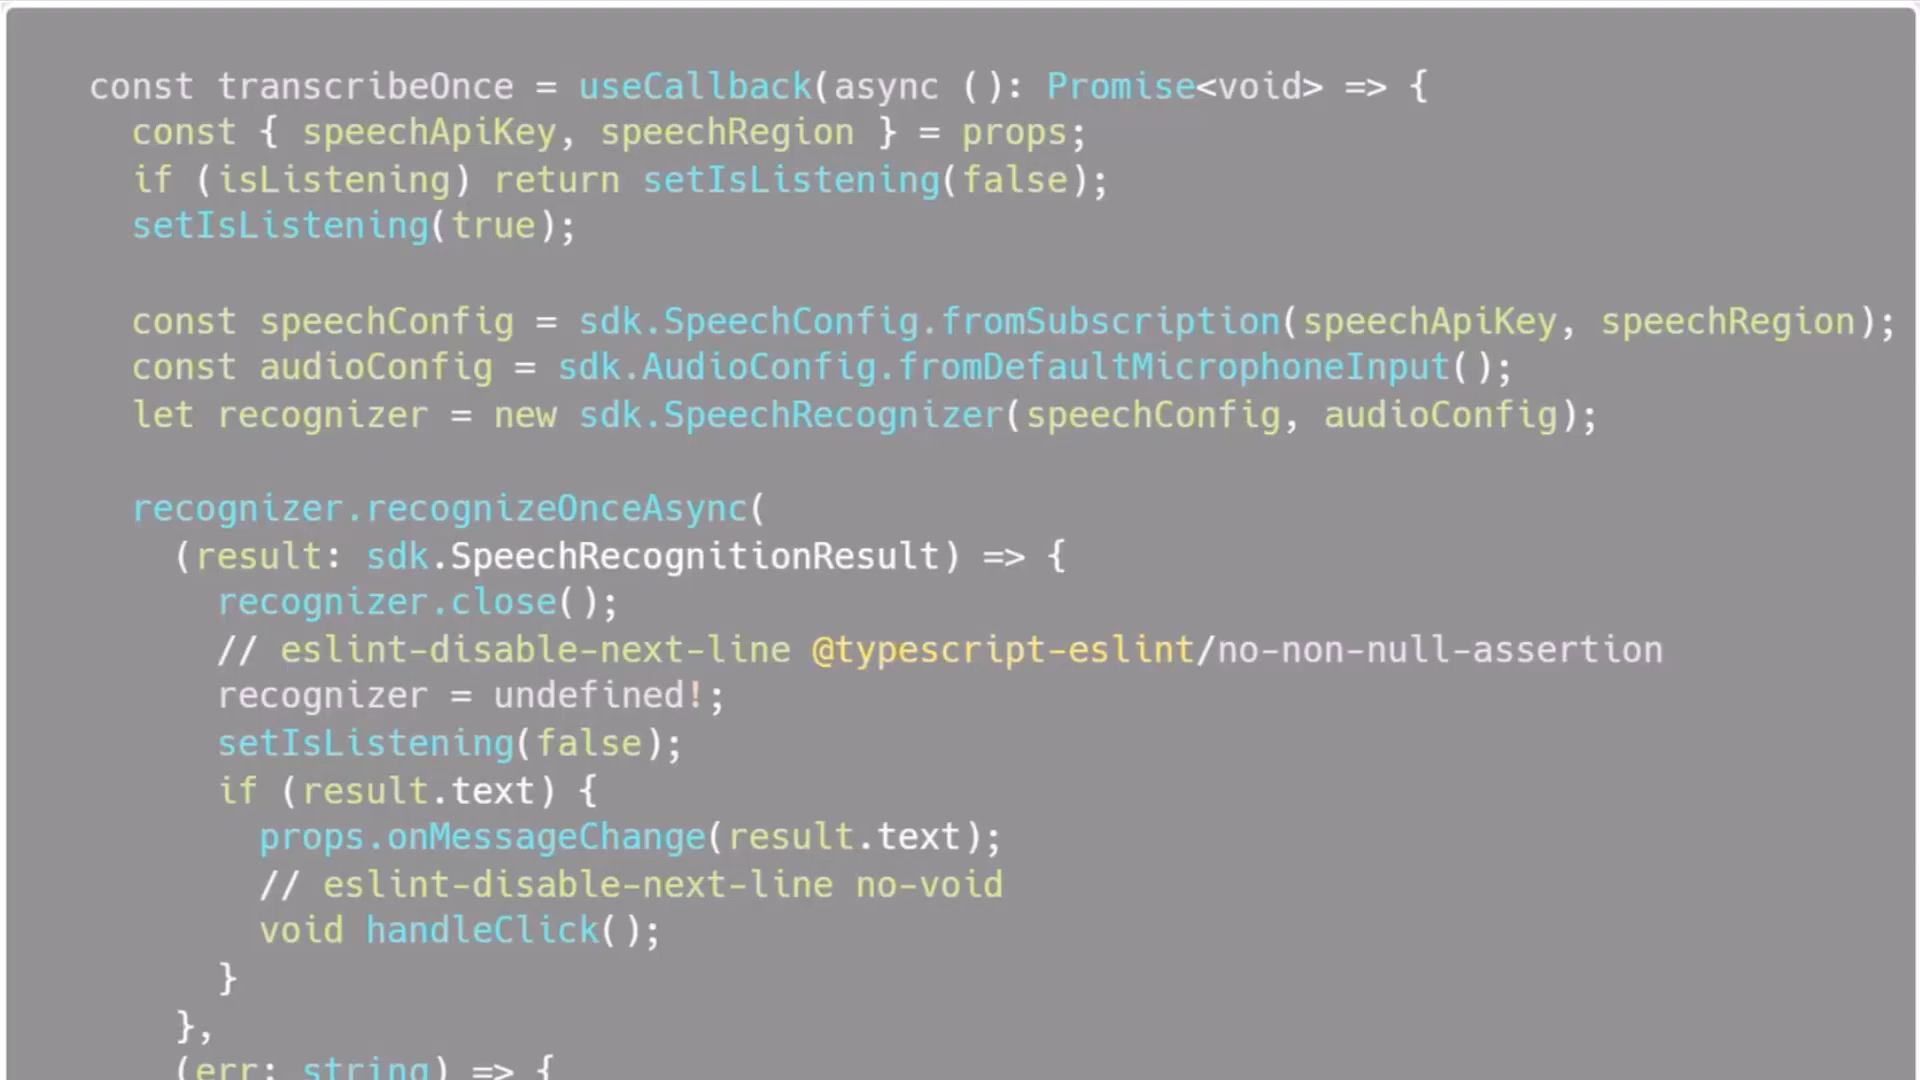 const transcribeOnce = useCallback(async (): Promise<void> => {
const { speechApiKey, speechRegion } = props;
if (isListening) return setIsListening(false);
setIsListening(true);
const speechConfig = sdk.SpeechConfig.fromSubscription(speechApiKey, speechRegion);
const audioConfig = sdk.AudioConfig.fromDefaultMicrophoneInput();
let recognizer = new sdk.SpeechRecognizer(speechConfig, audioConfig);
recognizer.recognizeOnceAsync(
(result: sdk.SpeechRecognitionResult) => {
recognizer.close();
// eslint-disable-next-line @typescript-eslint/no-non-null-assertion
recognizer = undefined!;
setIsListening(false);
if (result.text) {
props.onMessageChange(result.text);
// eslint-disable-next-line no-void
void handleClick();
}
},
(err: string) => {